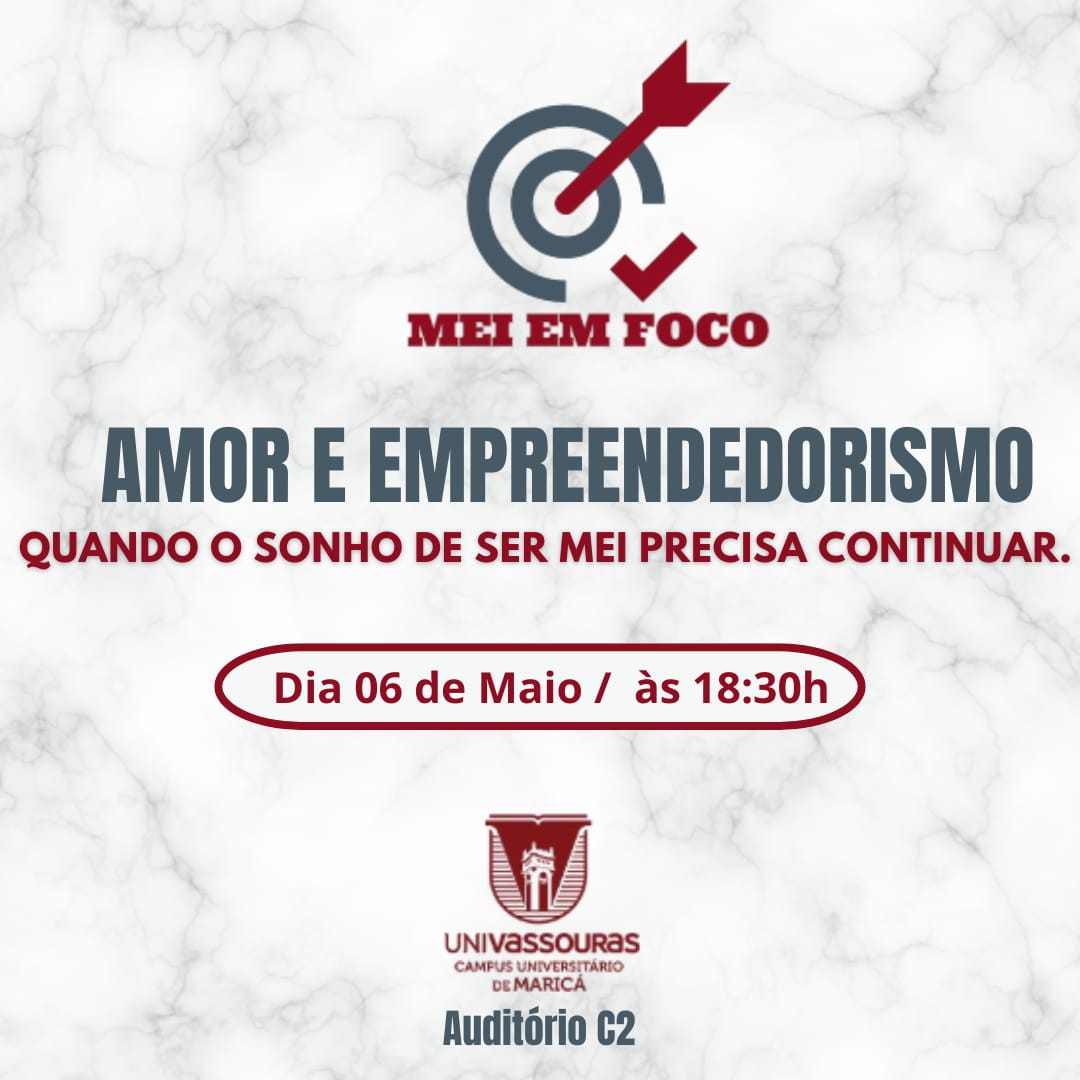 MEI EM FOCO
AMOR E EMPREENDEDORISMO
QUANDO O SONHO DE SER MEI PRECISA CONTINUAR.
Dia 06 de Maio / às 18:30h
UNIVASSOURAS
CAMPUS UNIVERSITÁRIO
DE MARICÁ
Auditório C2